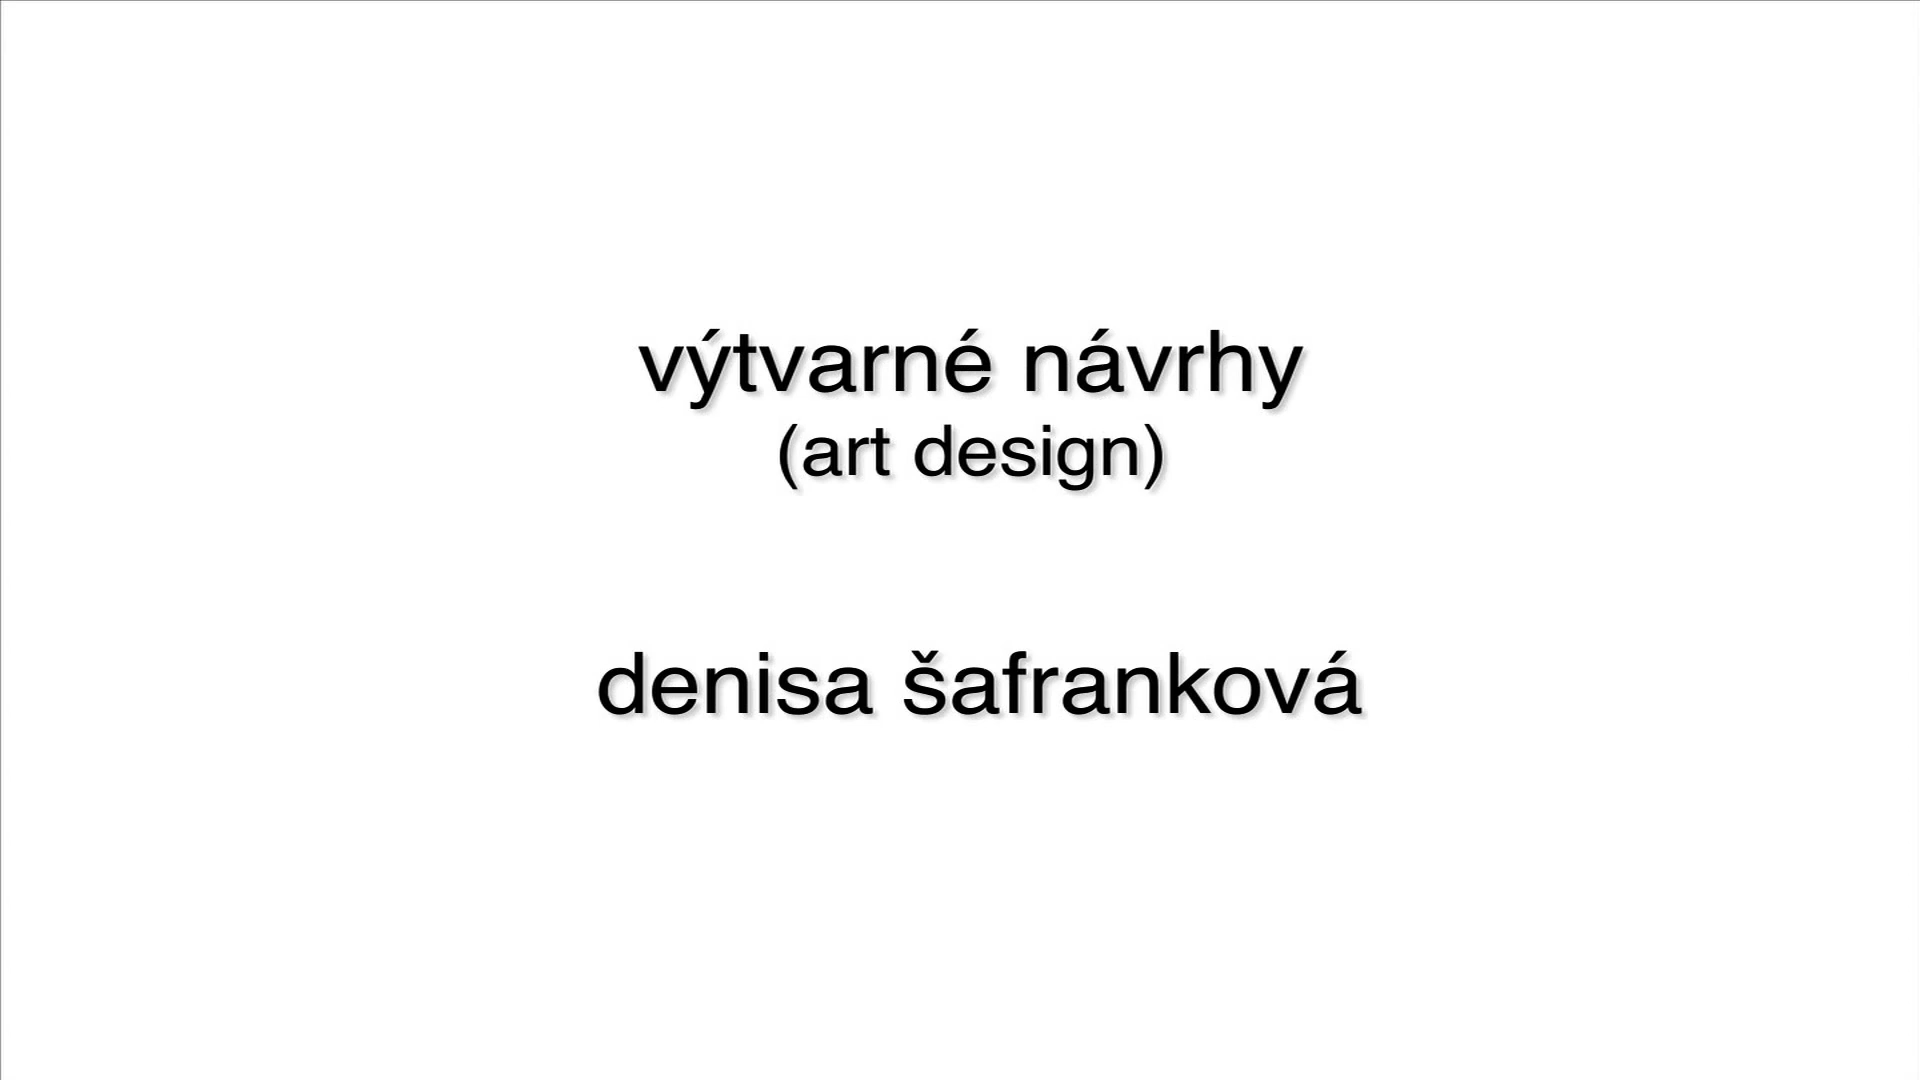 výtvarné návrhy
(art design)
denisa šafranková